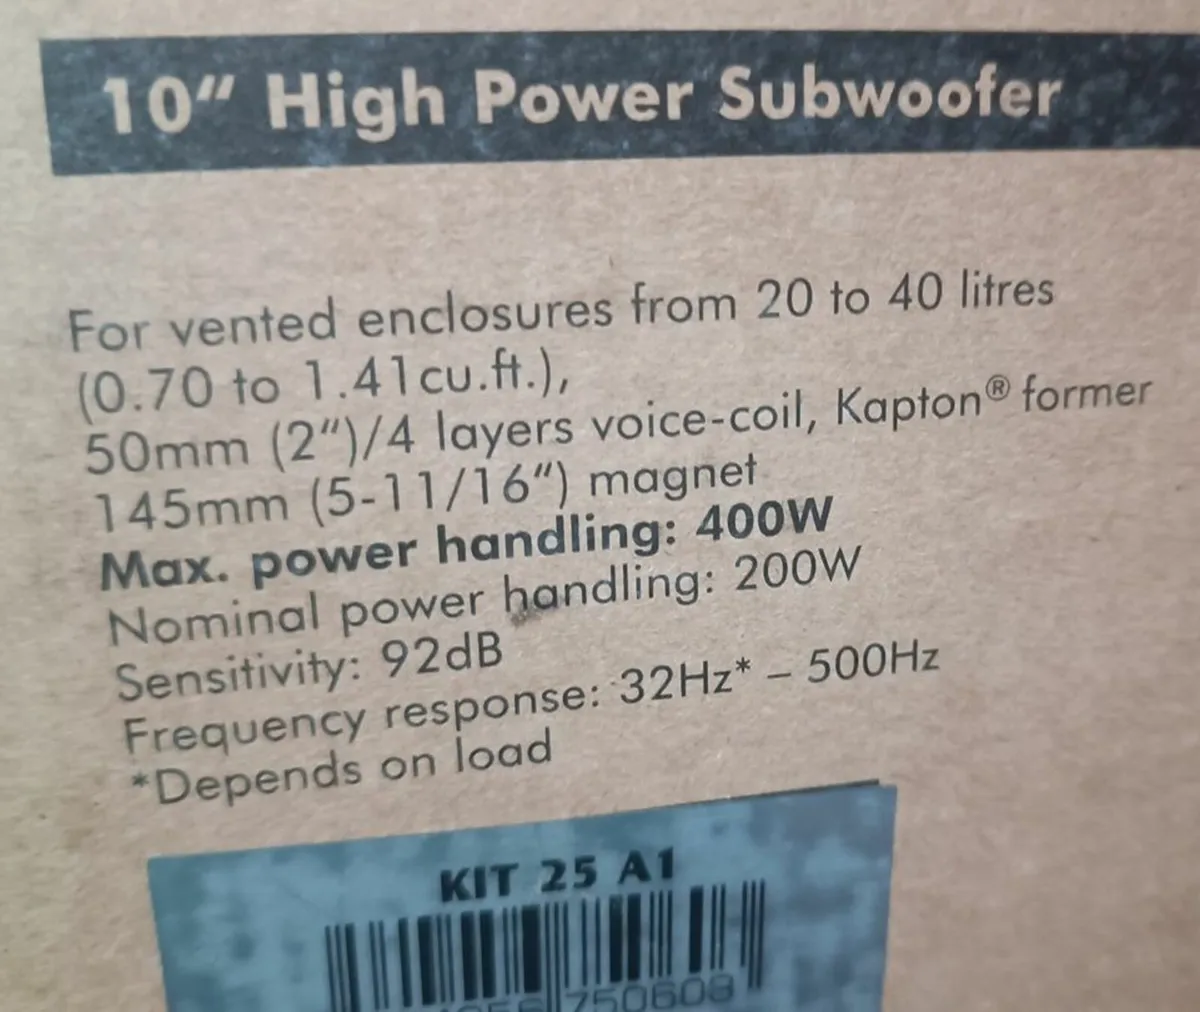 10“ High Power Subwoofer
For vented enclosures from 20 to 40 litres
(0.70 to 1.41cu.ft.),
50mm (2“)/4 layers voice-coil, Kapton® former
145mm (5-11/16“) magnet
Max. power handling: 400W
Nominal power handling: 200W
Sensitivity: 92dB
Frequency response: 32Hz* – 500Hz
*Depends on load
KIT 25 A1
750608